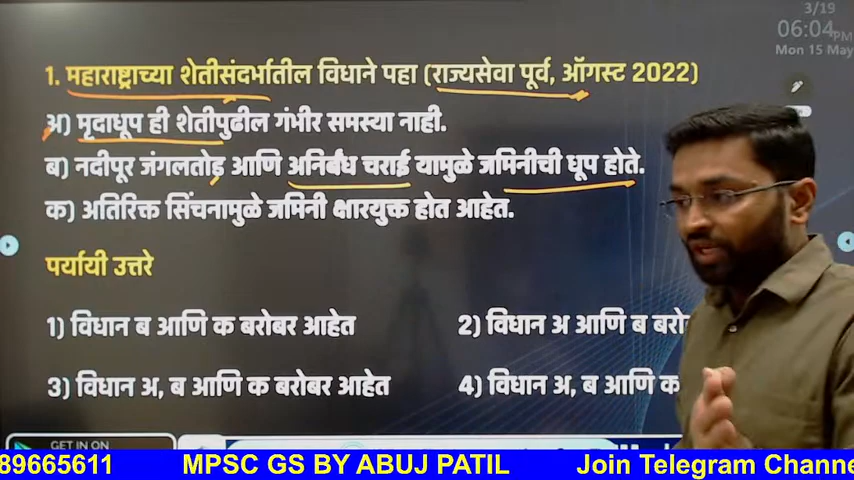 3/19
06:04 PM
Mon 15 May
1. महाराष्ट्राच्या शेतीसंदर्भातील विधाने पहा (राज्यसेवा पूर्व, ऑगस्ट 2022)
अ) मृदाधूप ही शेतीपुढील गंभीर समस्या नाही.
ब) नदीपूर जंगलतोड आणि अनिर्बंध चराई यामुळे जमिनीची धूप होते.
क) अतिरिक्त सिंचनामुळे जमिनी क्षारयुक्त होत आहेत.
पर्यायी उत्तरे
1) विधान ब आणि क बरोबर आहेत
2) विधान अ आणि ब बरो
3) विधान अ, ब आणि क बरोबर आहेत
4) विधान अ, ब आणि क
GET IN ON
89665611 MPSC GS BY ABUJ PATIL Join Telegram Channe